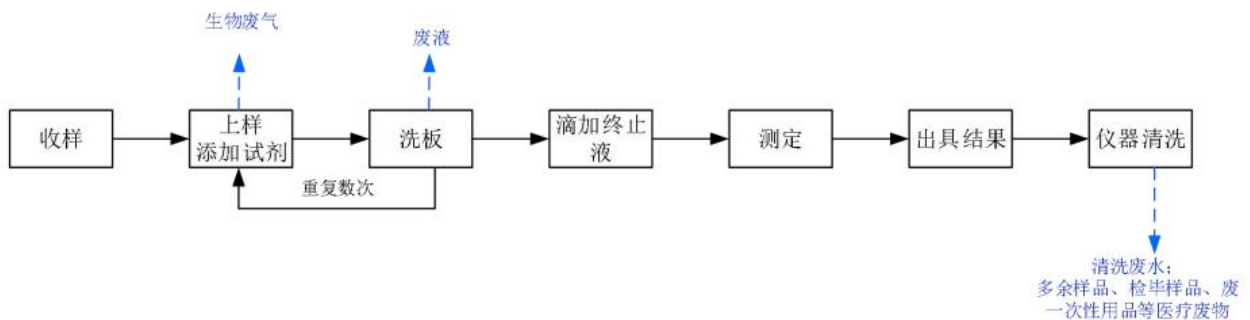 生物废气
废液
收样
上样
添加试剂
洗板
滴加终止
液
测定
出具结果
仪器清洗
重复数次
清洗废水；
多余样品、检毕样品、废
一次性用品等医疗废物